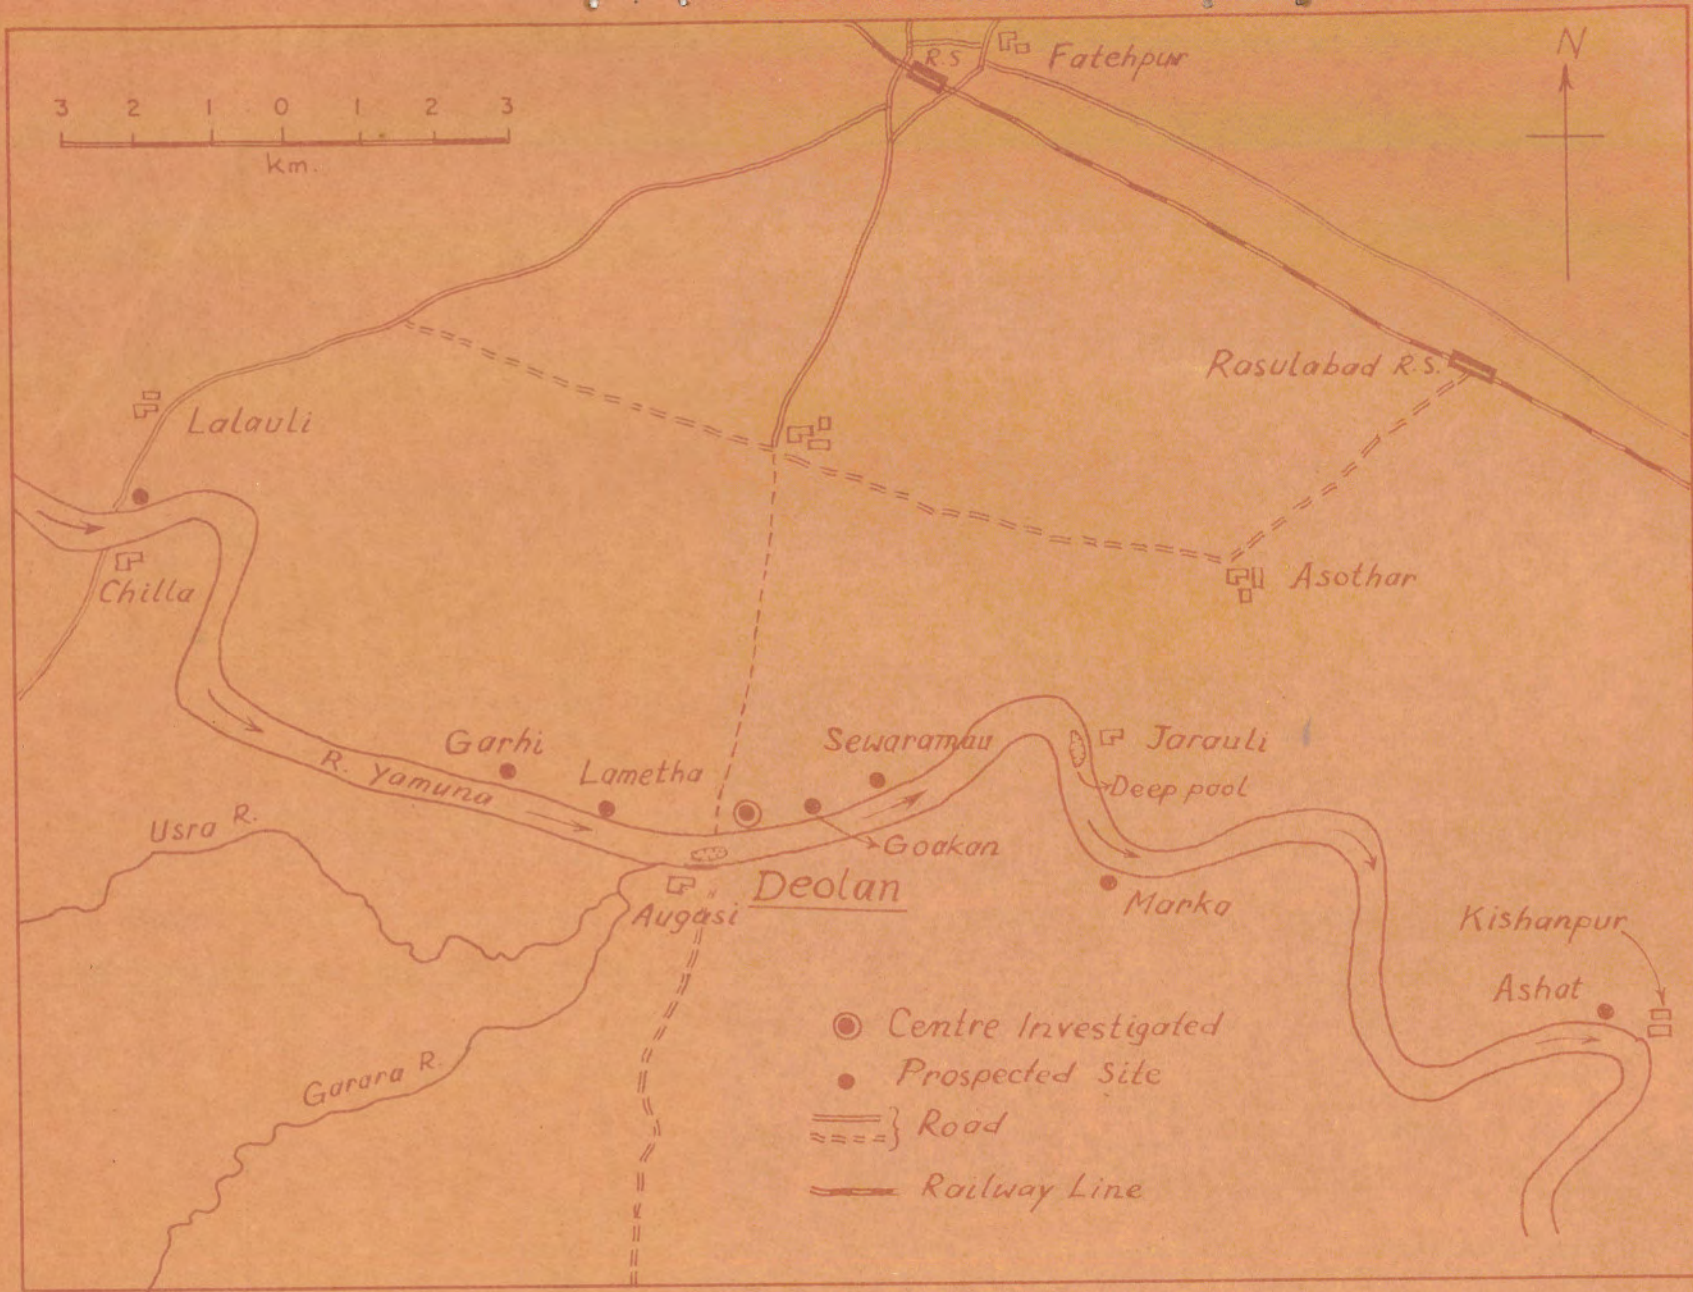 N
R.S
Fatehpur
3 2 1 0 1 2 3
km.
Rasulabad R.S.
Lalauli
Chilla
Asothar
Garhi
Sewaramau
Jarauli
R. Yamuna
Lametha
Deep pool
Usra R.
Goakan
Deolan
Augasi
Marka
Kishanpur
Ashat
Centre Investigated
Garara R.
Prospected Site
Road
Railway Line